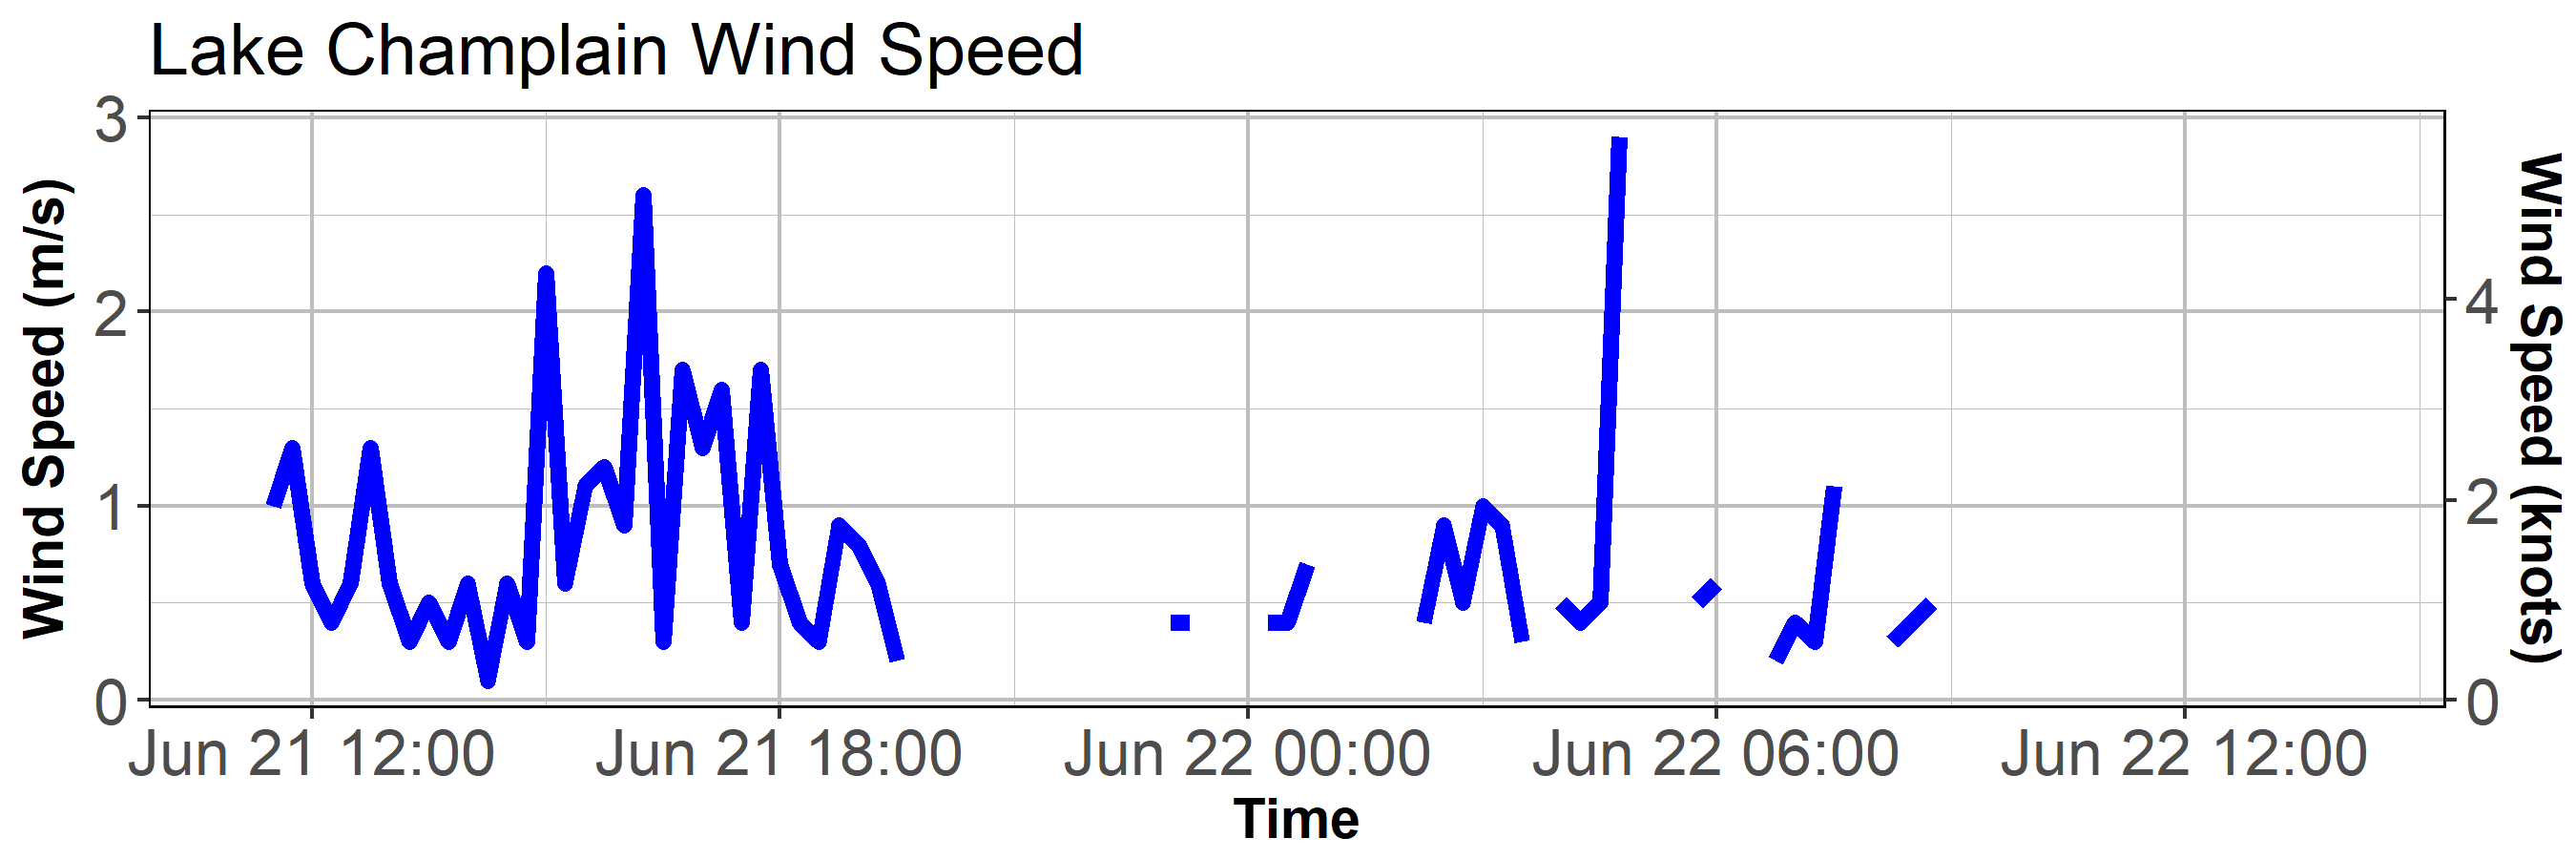 Lake Champlain Wind Speed
3
2
1
0
Wind Speed (m/s)
4
2
0
Wind Speed (knots)
Jun 21 12:00 Jun 21 18:00 Jun 22 00:00 Jun 22 06:00 Jun 22 12:00
Time